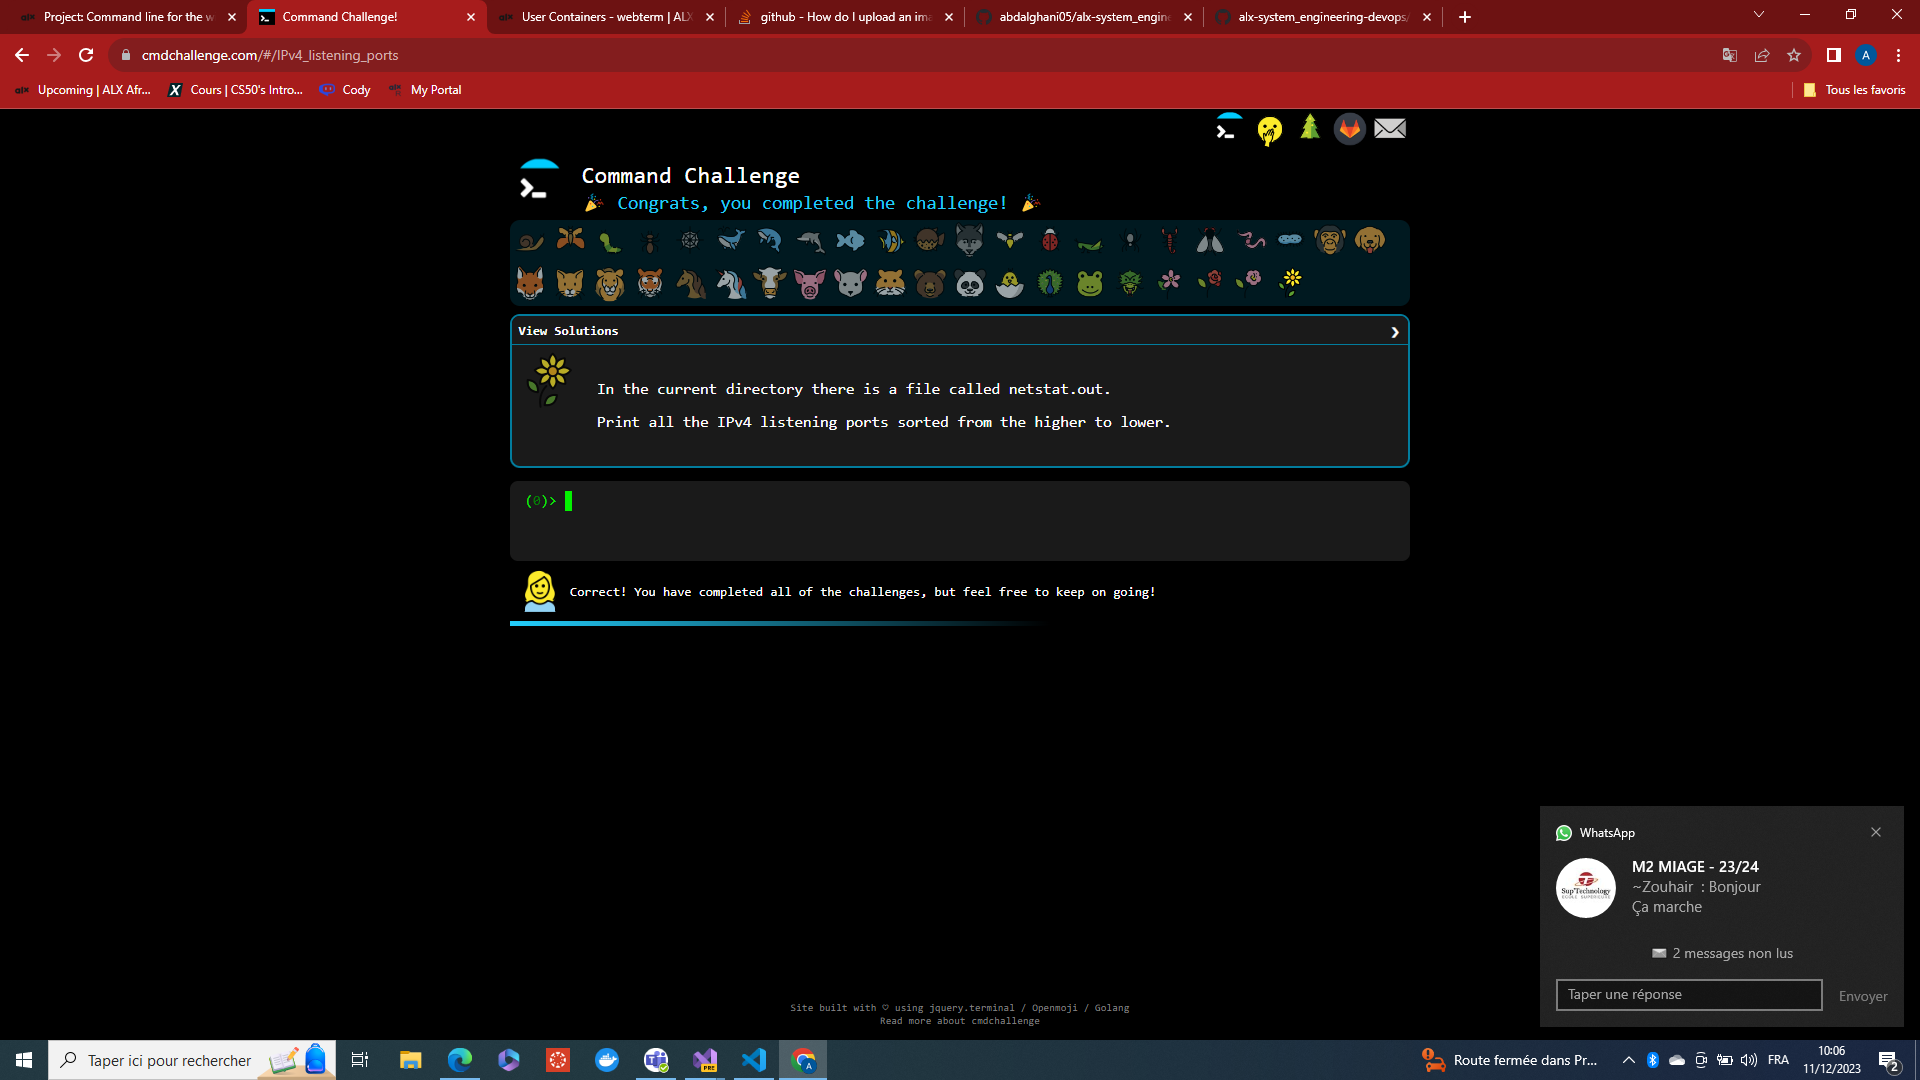 Project: Command line for the w
Command Challenge!
User Containers - webterm | ALX
github - How do I upload an ima
abdalghani05/alx-system_engine
alx-system_engineering-devops/
cmdchallenge.com/#/IPv4_listening_ports
A
Upcoming | ALX Afr...
Cours | CS50's Intro...
Cody
My Portal
Tous les favoris
Command Challenge
Congrats, you completed the challenge!
View Solutions
In the current directory there is a file called netstat.out.
Print all the IPv4 listening ports sorted from the higher to lower.
(0)>
Correct! You have completed all of the challenges, but feel free to keep on going!
WhatsApp
M2 MIAGE - 23/24
~Zouhair : Bonjour
Ça marche
Sup'Technology
2 messages non lus
Taper une réponse
Envoyer
Site built with ♡ using jquery.terminal / Openmoji / Golang
Read more about cmdchallenge
Taper ici pour rechercher
PRE
A
Route fermée dans Pr...
FRA
10:06
11/12/2023
2